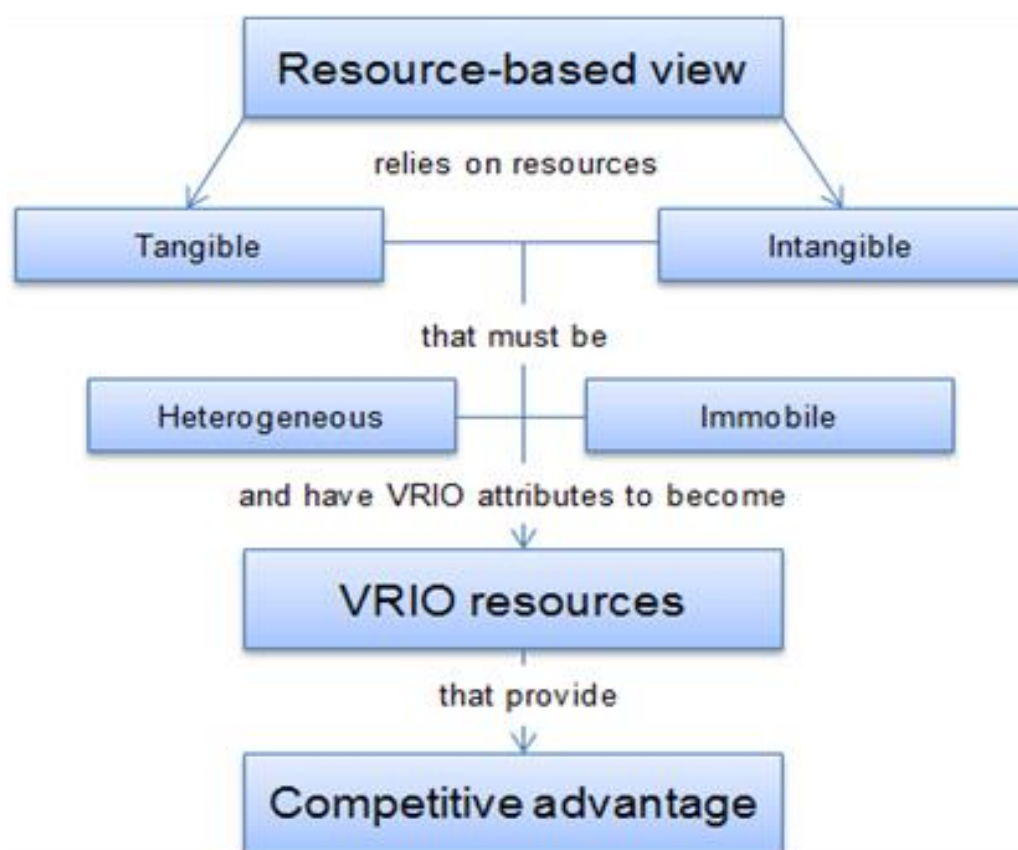 Resource-based view
relies on resources
Tangible
Intangible
that must be
Heterogeneous
Immobile
and have VRIO attributes to become
VRIO resources
that provide
Competitive advantage